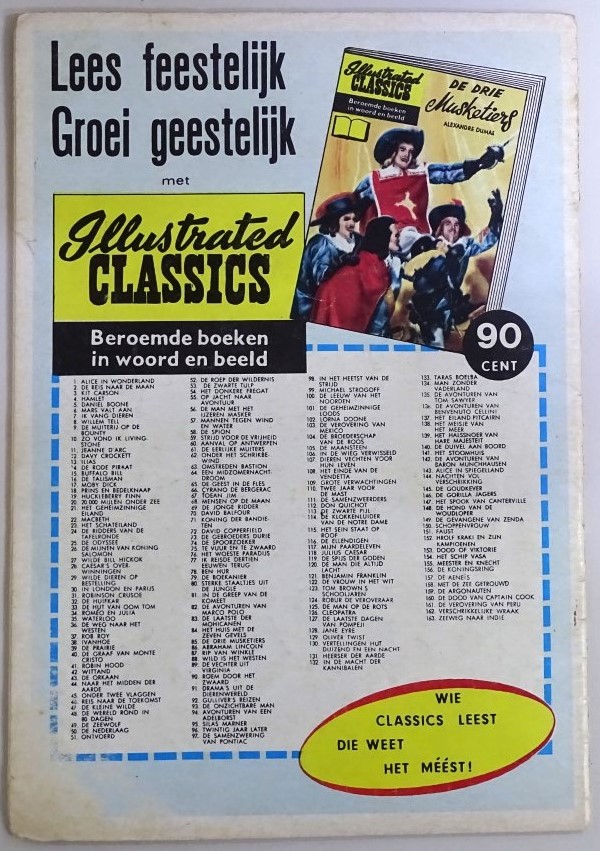 Lees feestelijk
Groei geestelijk
met
Illustrated
CLASSICS
Beroemde boeken
in woord en beeld
Illustrated
CLASSICS
Beroemde boeken
in woord en beeld
DE DRIE
Musketiers
ALEXANDRE DUMAS
90
CENT
1. ALICE IN WONDERLAND
2. DE REIS NAAR DE MAAN
3. KIT CARSON
4. HAMLET
5. DANIEL BOONE
6. MARS VALT AAN
7. IK VANG DIEREN
8. WILLEM TELL
9. DE MUITERIJ OP DE
BOUNTY
10. ZO VOND IK LIVING-
STONE
11. JEANNE D'ARC
12. DAVY CROCKETT
13. ILIAS
14. DE RODE PIRAAT
15. BUFFALO BILL
16. DE TALISMAN
17. MOBY DICK
18. PRINS EN BEDELKNAAP
19. HUCKLEBERRY FINN
20. 20.000 MIJLEN ONDER ZEE
21. HET GEHEIMZINNIGE
EILAND
22. MACBETH
23. HET SCHATEILAND
24. DE RIDDERS VAN DE
TAFELRONDE
25. DE ODYSSEE
26. DE MIJNEN VAN KONING
SALOMON
27. WILDE BILL HICKOK
28. CAESAR'S OVER-
WINNINGEN
29. WILDE DIEREN OP
BESTELLING
30. IN LONDON EN PARIJS
31. ROBINSON CRUSOE
32. DE HUIFKAR
33. DE HUT VAN OOM TOM
34. ROMEO EN JULIA
35. WATERLOO
36. DE WEG NAAR HET
WESTEN
37. ROB ROY
38. IVANHOE
39. DE PRAIRIE
40. DE GRAAF VAN MONTE
CRISTO
41. ROBIN HOOD
42. WITTAND
43. DE ORKAAN
44. NAAR HET MIDDEN DER
AARDE
45. ONDER TWEE VLAGGEN
46. REIS NAAR DE TOEKOMST
47. DE KLEINE WILDE
48. DE WERELD ROND IN
80 DAGEN
49. DE ZEEWOLF
50. DE NEDERLAAG
51. ONTVOERD
52. DE ROEP DER WILDERNIS
53. DE ZWARTE TULP
54. HET DONKERE FREGAT
55. OP JACHT NAAR
AVONTUUR
56. DE MAN MET HET
IJZEREN MASKER
57. MANNEN TEGEN WIND
EN WATER
58. DE SPION
59. STRIJD VOOR DE VRIJHEID
60. AANVAL OP ANTWERPEN
61. DE EERLIJKE MUITERS
62. ONDER HET SCHRIKBE-
WIND
63. OMSTREDEN BASTION
64. EEN MIDZOMERNACHT-
DROOM
65. DE GEEST IN DE FLES
66. CYRANO DE BERGERAC
67. TOEAN JIM
68. MENSEN OP DE MAAN
69. DE JONGE RIDDER
70. DAVID BALFOUR
71. KONING DER BANDIE-
TEN
72. DAVID COPPERFIELD
73. DE GEBROEDERS DURIE
74. DE SPOORZOEKER
75. TE VUUR EN TE ZWAARD
76. HET WOESTE PARADIJS
77. IK REISDE DERTIEN
EEUWEN TERUG
78. BEN HUR
79. DE BOEKANIER
80. STERKE STAALTJES UIT
DE JUNGLE
81. IN DE GREEP VAN DE
KOMEET
82. DE AVONTUREN VAN
MARCO POLO
83. DE LAATSTE DER
MOHICANEN
84. HET HUIS MET DE
ZEVEN GEVELS
85. DE DRIE MUSKETIERS
86. ABRAHAM LINCOLN
87. RIP VAN WINKLE
88. WILD IS HET WESTEN
89. DE VECHTER UIT
VIRGINIA
90. ROEM DOOR HET
ZWAARD
91. DRAMA'S UIT DE
DIERENWERELD
92. GULLIVER'S REIZEN
93. DE ONZICHTBARE MAN
94. AVONTUREN VAN EEN
ADELBORST
95. SILAS MARNER
96. TWINTIG JAAR LATER
97. DE SAMENZWERING
VAN PONTIAC
98. IN HET HEETST VAN DE
STRIJD
99. MICHAEL STROGOFF
100. DE LEEUW VAN HET
NOORDEN
101. DE GEHEIMZINNIGE
LOODS
102. LORNA DOONE
103. DE VEROVERING VAN
MEXICO
104. DE BROEDERSCHAP
VAN DE ROOS
105. DE MAANSTEEN
106. IN DE WIEG VERWISSELD
107. DIEREN VECHTEN VOOR
HUN LEVEN
108. HET EINDE VAN DE
VENDETTA
109. GROTE VERWACHTINGEN
110. TWEE JAAR VOOR
DE MAST
111. DE SAMENZWEERDERS
112. DON QUICHOT
113. DE ZWARTE PIJL
114. DE KLOKKENLUIDER
VAN DE NOTRE DAME
115. HET SEIN STAAT OP
ROOF
116. DE ELLENDIGEN
117. MIJN PAARDELEVEN
118. JULIUS CAESAR
119. DE SPIJS DER GODEN
120. DE MAN DIE ALTIJD
LACHT
121. BENJAMIN FRANKLIN
122. DE VROUW IN HET WIT
123. TOM BROWN'S
SCHOOLJAREN
124. ROBUR DE VEROVERAAR
125. DE MAN OP DE ROTS
126. CLEOPATRA
127. DE LAATSTE DAGEN
VAN POMPEJI
128. JANE EYRE
129. OLIVER TWIST
130. VERTELLINGEN UIT
DUIZEND EN EEN NACHT
131. HEERSER DER AARDE
132. IN DE MACHT DER
KANNIBALEN
133. TARAS BOELBA
134. MAN ZONDER
VADERLAND
135. DE AVONTUREN VAN
TOM SAWYER
136. DE AVONTUREN VAN
BENVENUTO CELLINI
137. HET EILAND PITCAIRN
138. HET MEISJE VAN
HET MEER
139. HET HALSSNOER VAN
HARE MAJESTEIT
140. DE DUIVEL AAN BOORD
141. HET STOOMHUIS
142. DE AVONTUREN VAN
BARON MUNCHHAUSEN
143. ALICE IN SPIEGELLAND
144. NACHTEN VOL
VERSCHRIKKING
145. DE GOUDKEVER
146. GORILLA JAGERS
147. HET SPOOK VAN CANTERVILLE
148. DE HOND VAN DE
WOUDLOPER
149. DE GEVANGENE VAN ZENDA
150. SCHOPPENVROUW
151. FAUST
152. HROLF KRAKI EN ZIJN
KAMPIOENEN
153. DOOD OF VIKTORIE
154. HET SCHIP VASA
155. MEESTER EN KNECHT
156. DE KONINGSRING
157. DE AENEIS
158. MET DE ZEE GETROUWD
159. DE ARGONAUTEN
160. DE DOOD VAN CAPTAIN COOK
161. DE VEROVERING VAN PERU
162. VERSCHRIKKELIJKE WRAAK
163. ZEEWEG NAAR INDIE
WIE
CLASSICS LEEST
DIE WEET
HET MÉÉST!